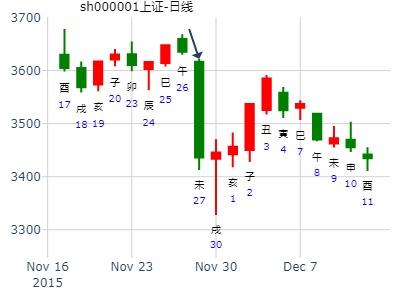 sh000001上证-日线
3700
3600
3500
3400
3300
酉
17
戌
18
亥
19
子
20
卯
23
辰
24
巳
25
午
26
未
27
戌
30
亥
1
子
2
丑
3
寅
4
巳
7
午
8
未
9
申
10
酉
11
Nov 16
2015
Nov 23
Nov 30
Dec 7